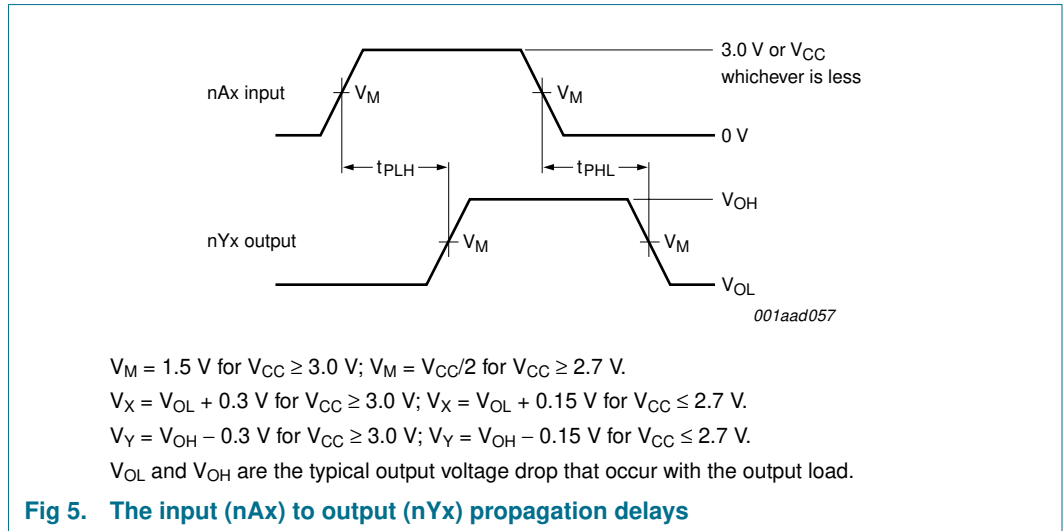 3.0 V or VCC
whichever is less
nAx input
VM
VM
0 V
tPLH
tPHL
VOH
nYx output
VM
VM
VOL
001aad057
VM = 1.5 V for VCC ≥ 3.0 V; VM = VCC/2 for VCC ≥ 2.7 V.
VX = VOL + 0.3 V for VCC ≥ 3.0 V; VX = VOL + 0.15 V for VCC ≤ 2.7 V.
VY = VOH − 0.3 V for VCC ≥ 3.0 V; VY = VOH − 0.15 V for VCC ≤ 2.7 V.
VOL and VOH are the typical output voltage drop that occur with the output load.
Fig 5. The input (nAx) to output (nYx) propagation delays